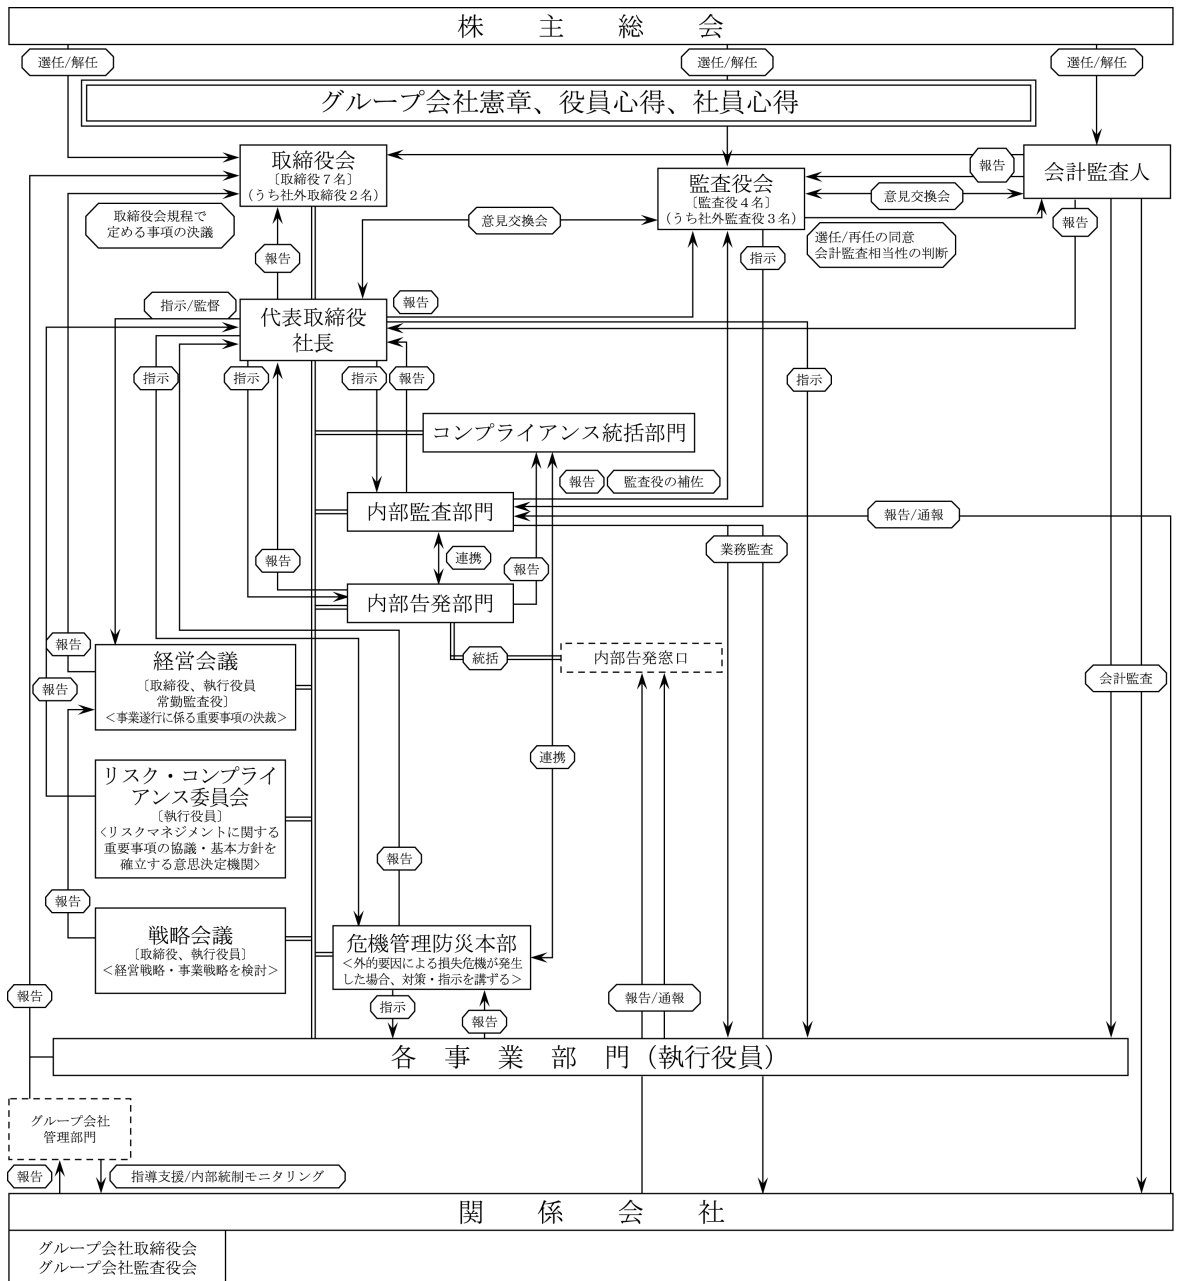 株主総会
選任/解任
選任/解任
選任/解任
グループ会社憲章、役員心得、社員心得
取締役会
〔取締役7名〕
(うち社外取締役2名)
報告
会計監査人
監査役会
〔監査役4名〕
(うち社外監査役3名)
意見交換会
取締役会規程で
定める事項の決議
意見交換会
報告
選任/再任の同意
会計監査相当性の判断
報告
指示
指示/監督
報告
代表取締役
社長
指示
指示
指示
報告
指示
コンプライアンス統括部門
報告
監査役の補佐
内部監査部門
報告/通報
業務監査
報告
連携
報告
内部告発部門
報告
統括
内部告発窓口
経営会議
〔取締役、執行役員
常勤監査役〕
<事業遂行に係る重要事項の決裁>
報告
会計監査
連携
リスク・コンプライ
アンス委員会
〔執行役員〕
<リスクマネジメントに関する
重要事項の協議・基本方針を
確立する意思決定機関>
報告
報告
戦略会議
〔取締役、執行役員〕
<経営戦略・事業戦略を検討>
危機管理防災本部
<外的要因による損失危機が発生
した場合、対策・指示を講ずる>
報告
指示
報告
報告/通報
各事業部門(執行役員)
グループ会社
管理部門
報告
指導支援/内部統制モニタリング
関係会社
グループ会社取締役会
グループ会社監査役会